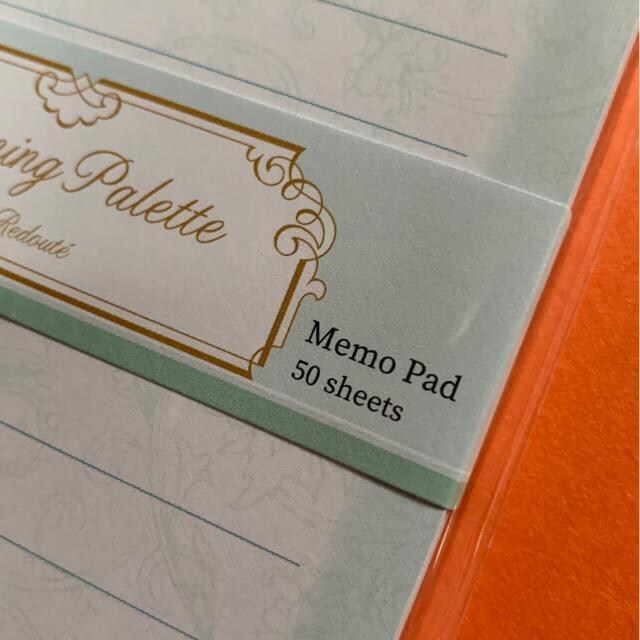 Palette
Redouté
Memo Pad
50 sheets